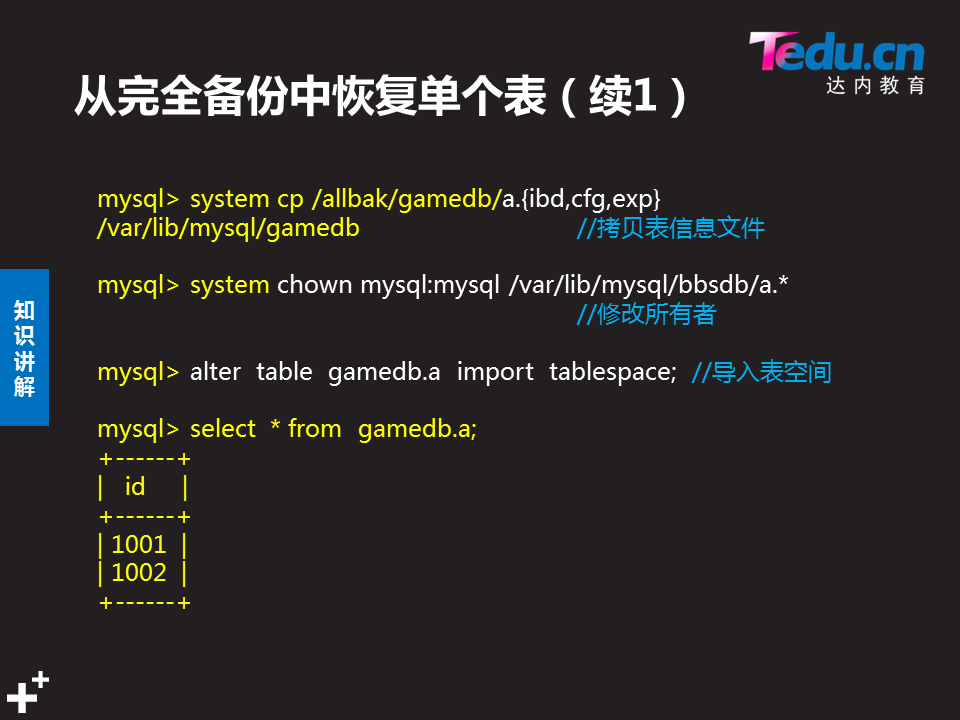 Tedu.cn
达内教育
从完全备份中恢复单个表（续1）
mysql> system cp /allbak/gamedb/a.{ibd,cfg,exp}
/var/lib/mysql/gamedb //拷贝表信息文件
mysql> system chown mysql:mysql /var/lib/mysql/bbsdb/a.*
//修改所有者
知识讲解
mysql> alter table gamedb.a import tablespace; //导入表空间
mysql> select * from gamedb.a;
+------+
| id |
+------+
| 1001 |
| 1002 |
+------+